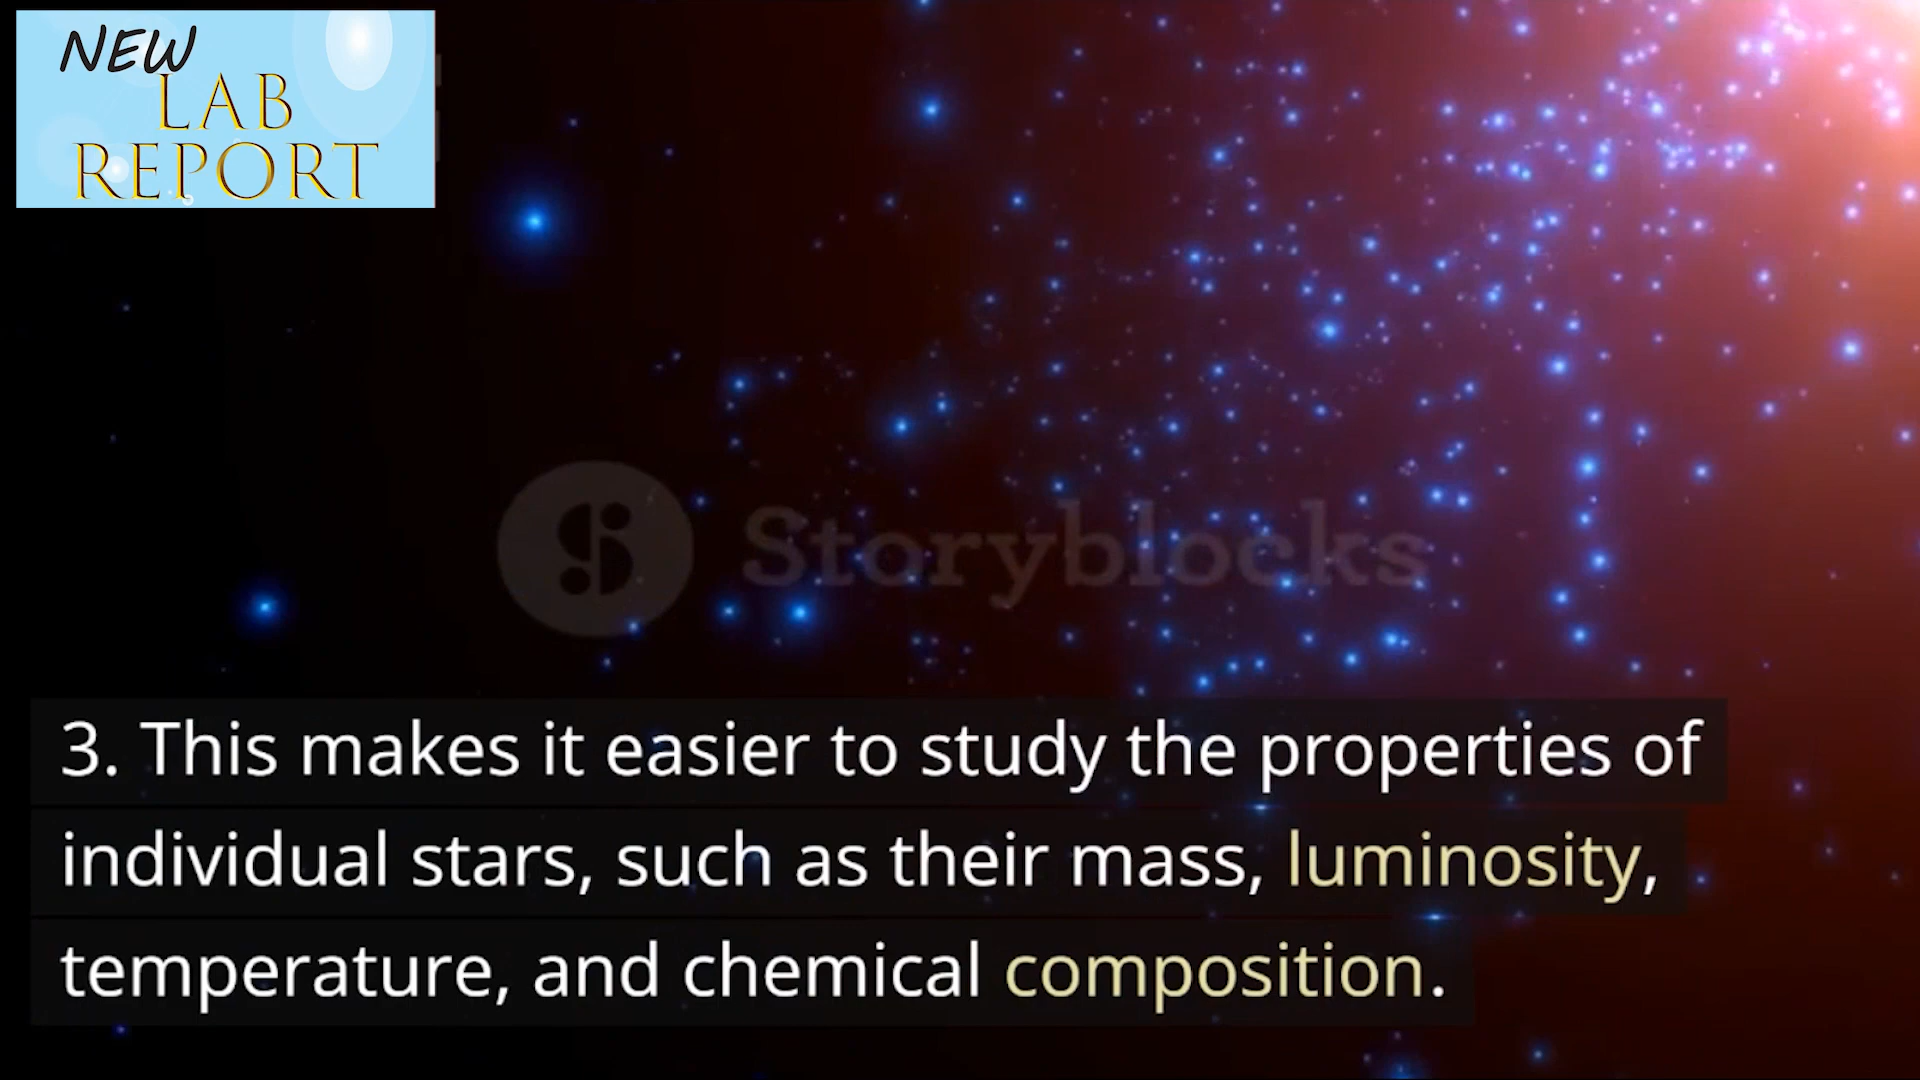 NEW
LAB
REPORT
Storyblocks
3. This makes it easier to study the properties of
individual stars, such as their mass, luminosity,
temperature, and chemical composition.